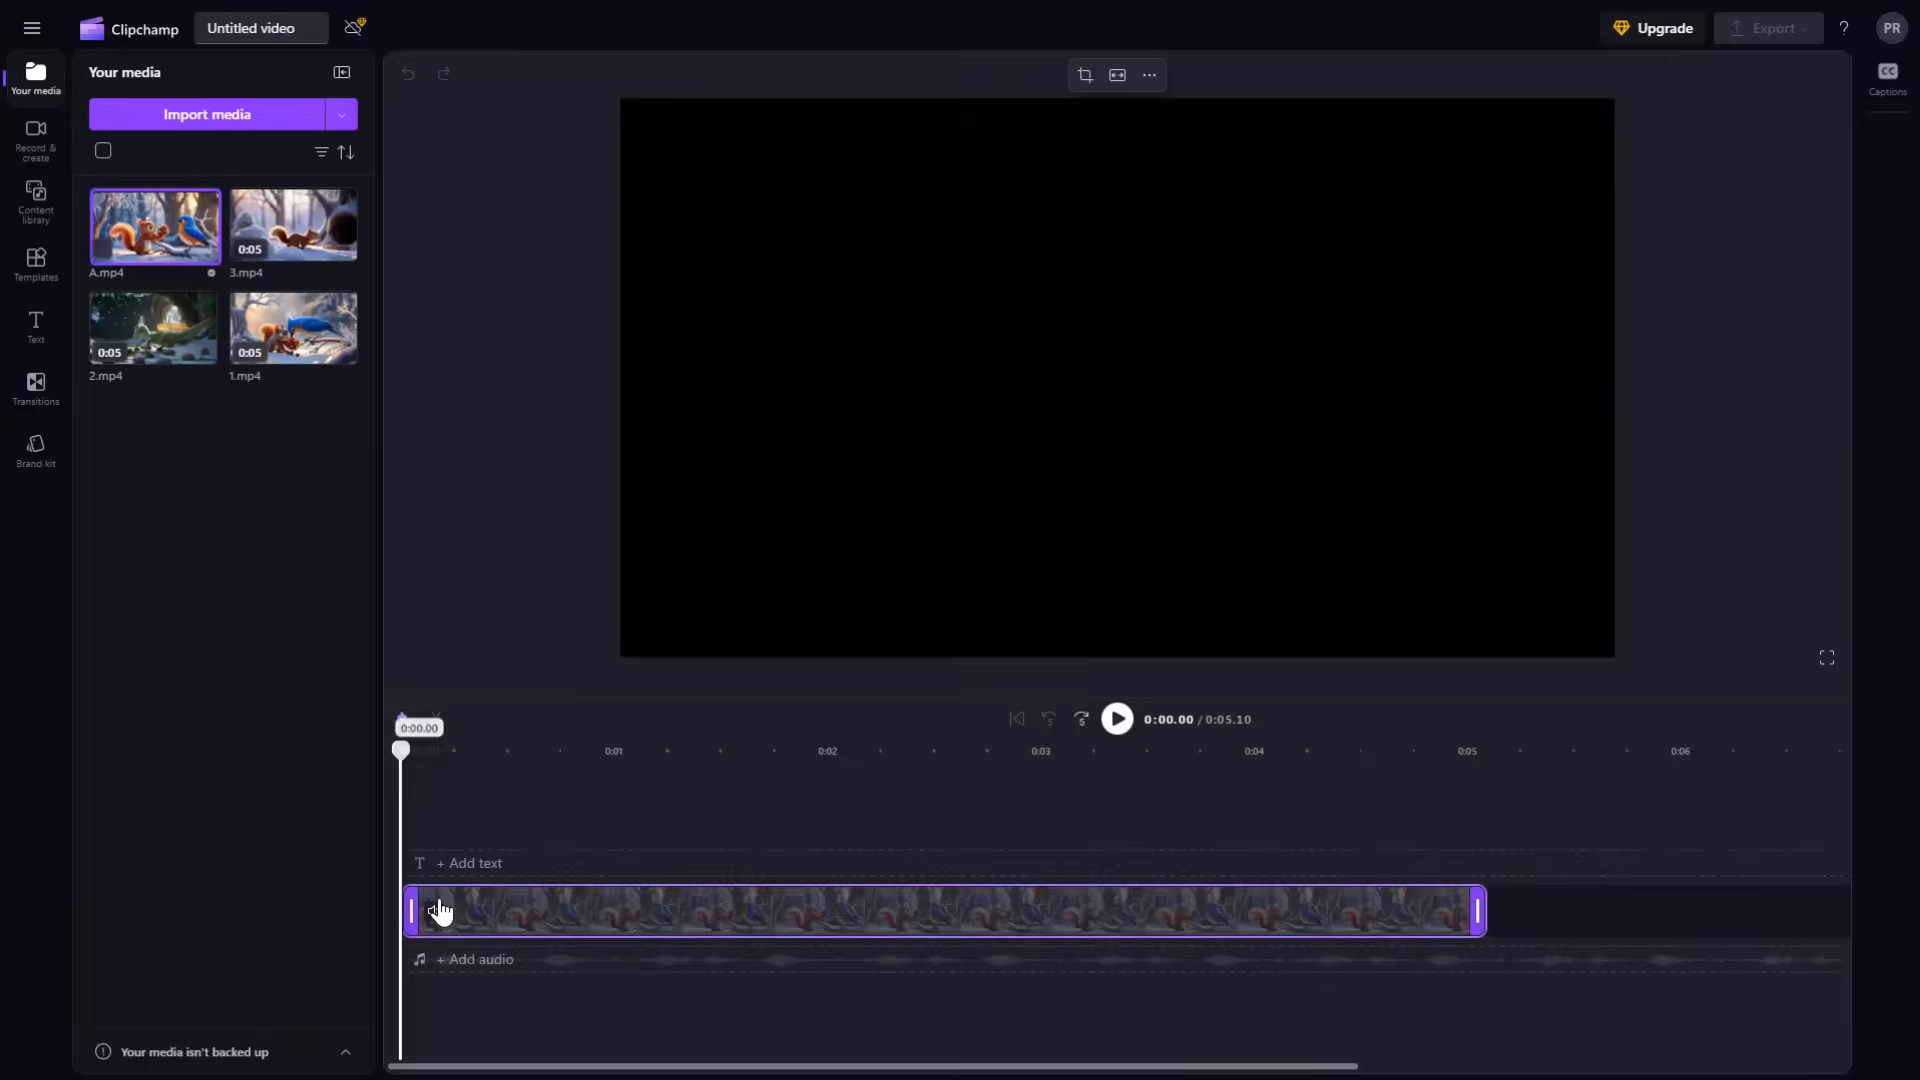 Clipchamp
Untitled video
Upgrade
Export
?
PR
Your media
Record &
create
Content
library
Templates
Text
Transitions
Brand kit
Your media
Import media
A.mp4
0:05
3.mp4
0:05
2.mp4
0:05
1.mp4
Your media isn't backed up
CC
Captions
5
5
0:00.00 / 0:05.10
0:00.00
0:01
0:02
0:03
0:04
0:05
0:06
T + Add text
+ Add audio